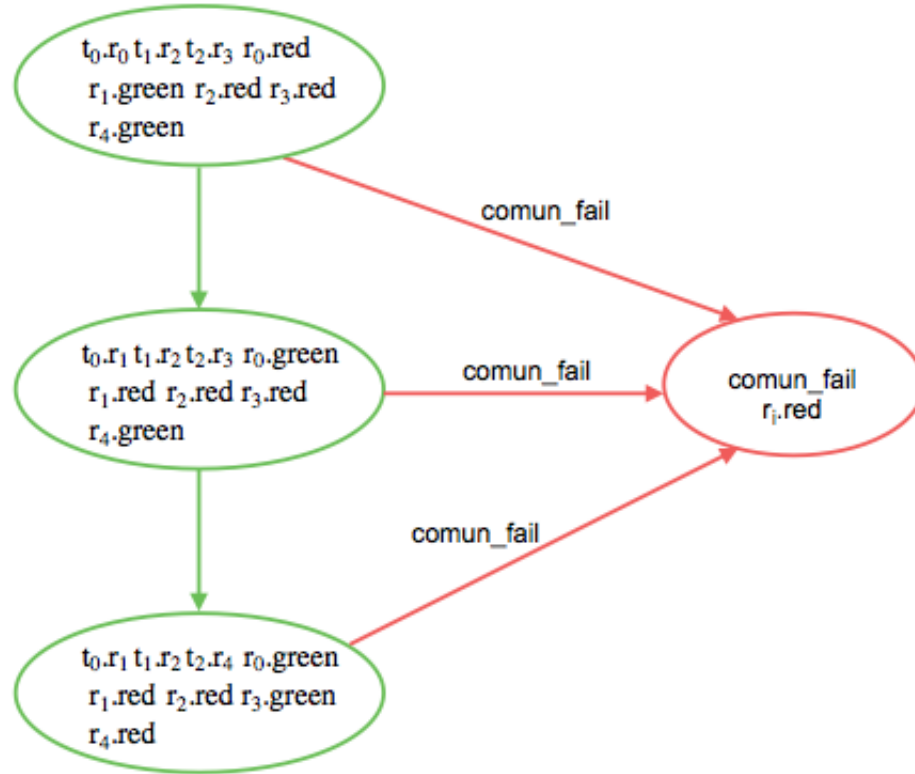 t₀.r₀ t₁.r₂ t₂.r₃ r₀.red
r₁.green r₂.red r₃.red
r₄.green
comun_fail
t₀.r₁ t₁.r₂ t₂.r₃ r₀.green
r₁.red r₂.red r₃.red
r₄.green
comun_fail
comun_fail
rᵢ.red
comun_fail
t₀.r₁ t₁.r₂ t₂.r₄ r₀.green
r₁.red r₂.red r₃.green
r₄.red